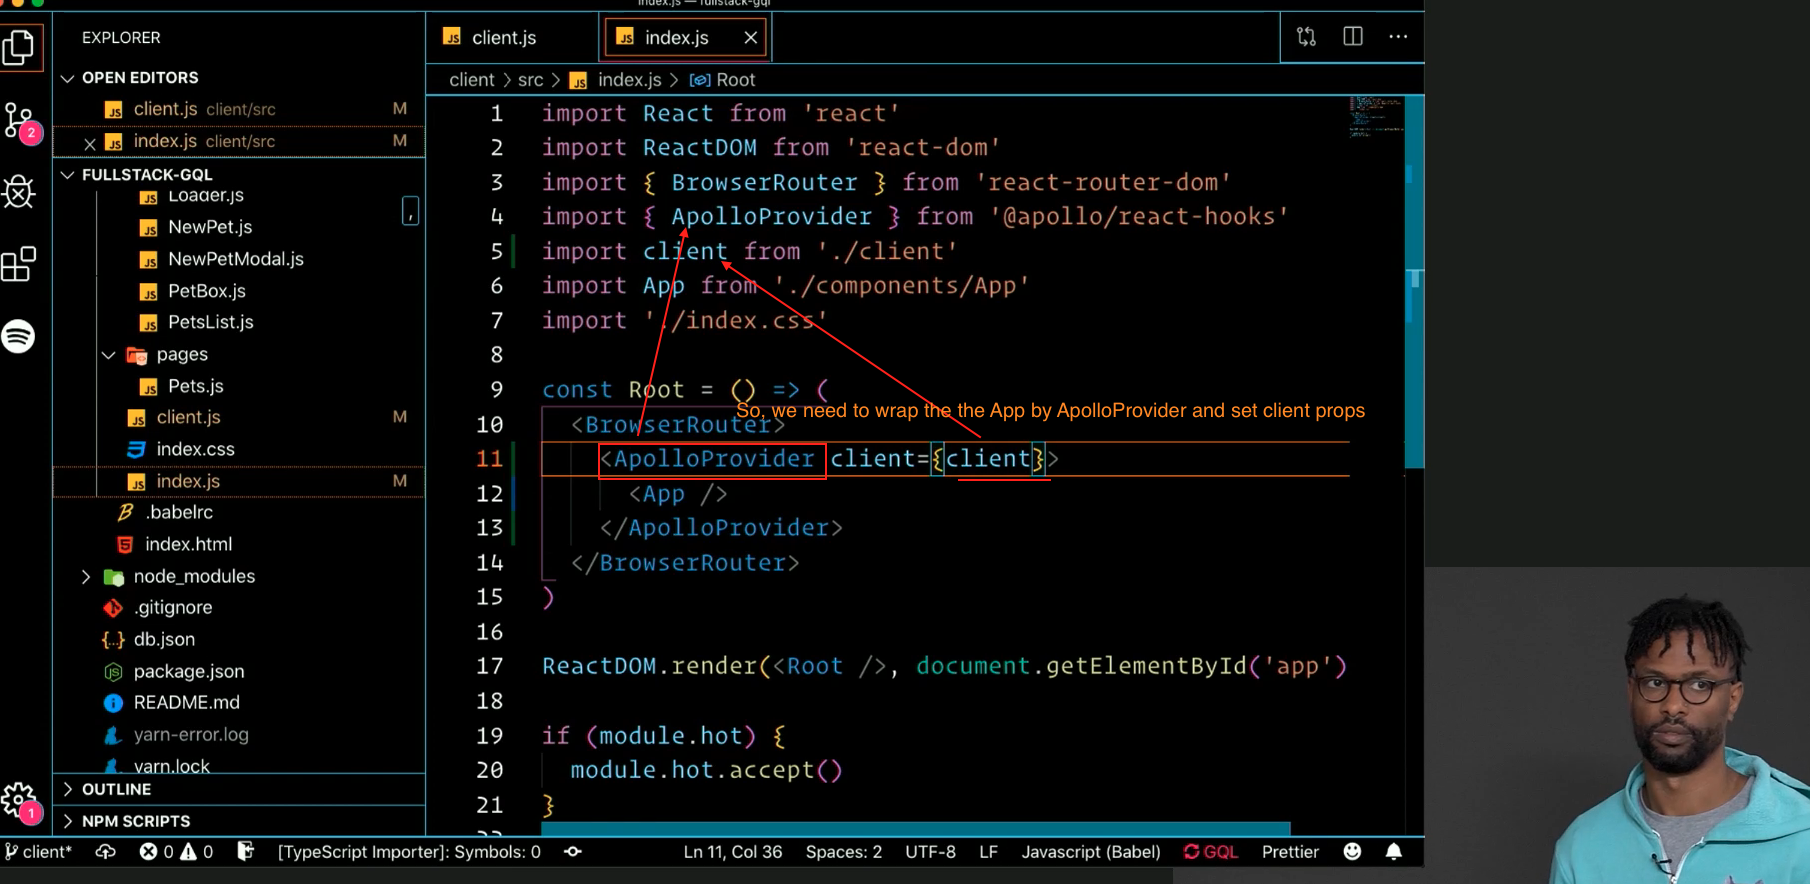 index.js — fullstack-gql
EXPLORER
OPEN EDITORS
client.js client/src M
index.js client/src M
FULLSTACK-GQL
Loader.js
,
NewPet.js
NewPetModal.js
PetBox.js
PetsList.js
pages
Pets.js
client.js M
index.css
index.js M
.babelrc
index.html
node_modules
.gitignore
db.json
package.json
README.md
yarn-error.log
yarn.lock
OUTLINE
NPM SCRIPTS
2
1
client.js
index.js
client > src > index.js > Root
1 import React from 'react'
2 import ReactDOM from 'react-dom'
3 import { BrowserRouter } from 'react-router-dom'
4 import { ApolloProvider } from '@apollo/react-hooks'
5 import client from './client'
6 import App from './components/App'
7 import './index.css'
8
9 const Root = () => (
So, we need to wrap the the App by ApolloProvider and set client props
10 <BrowserRouter>
11 <ApolloProvider client={client}>
12 <App />
13 </ApolloProvider>
14 </BrowserRouter>
15 )
16
17 ReactDOM.render(<Root />, document.getElementById('app')
18
19 if (module.hot) {
20 module.hot.accept()
21 }
22
client* 0 0 [TypeScript Importer]: Symbols: 0 Ln 11, Col 36 Spaces: 2 UTF-8 LF Javascript (Babel) GQL Prettier